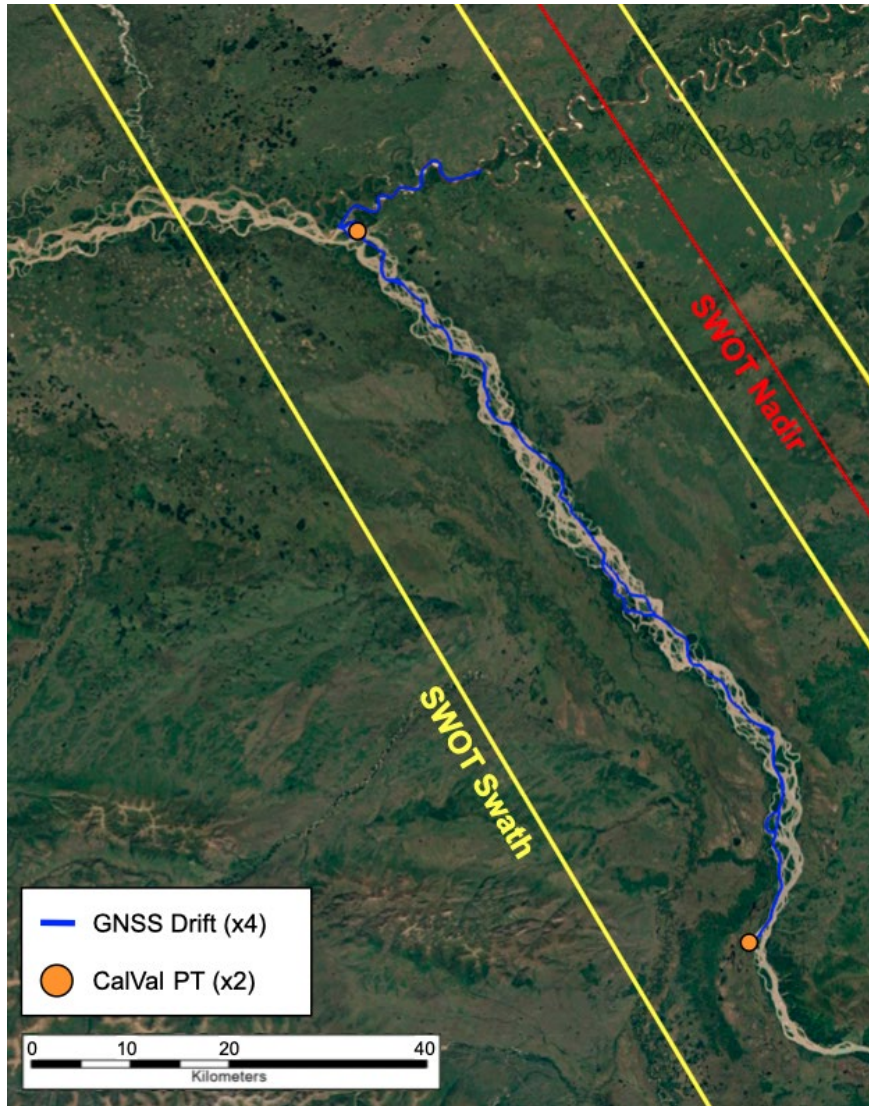 SWOT Nadir
SWOT Swath
GNSS Drift (x4)
CalVal PT (x2)
0 10 20 40
Kilometers